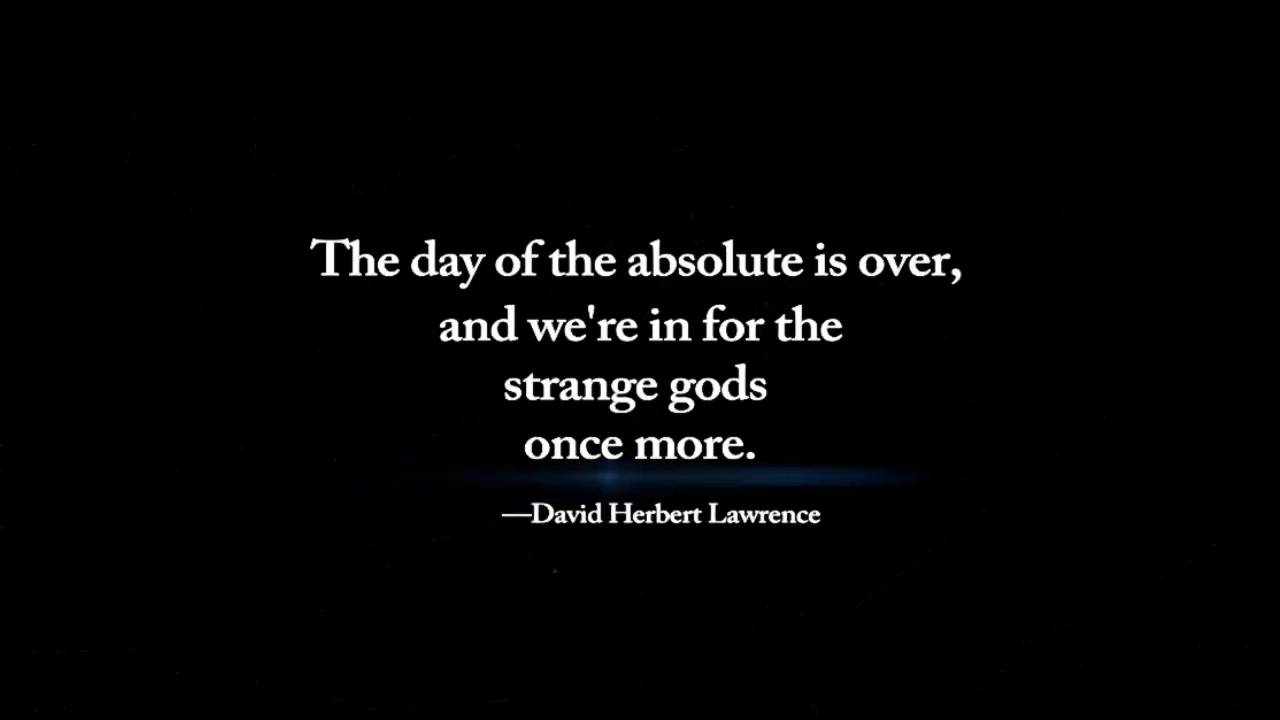 The day of the absolute is over,
and we're in for the
strange gods
once more.
—David Herbert Lawrence